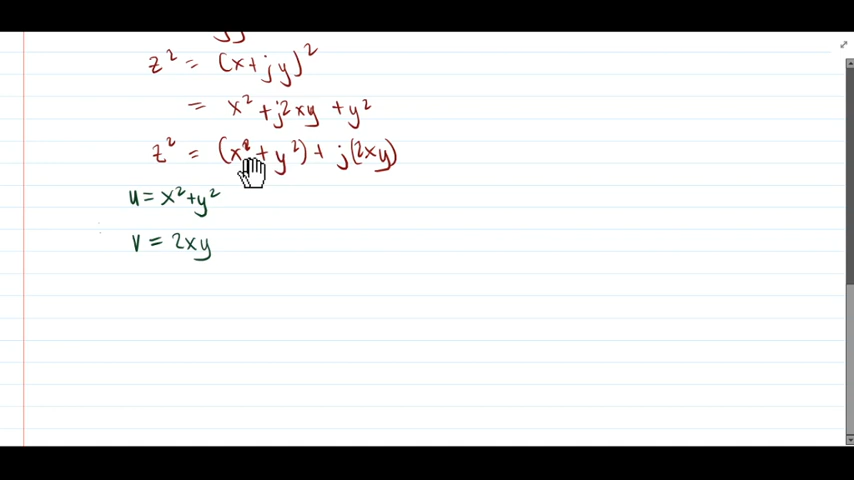 z² = (x+jy)²
= x² + j2xy + y²
z² = (x² + y²) + j(2xy)
u = x² + y²
v = 2xy